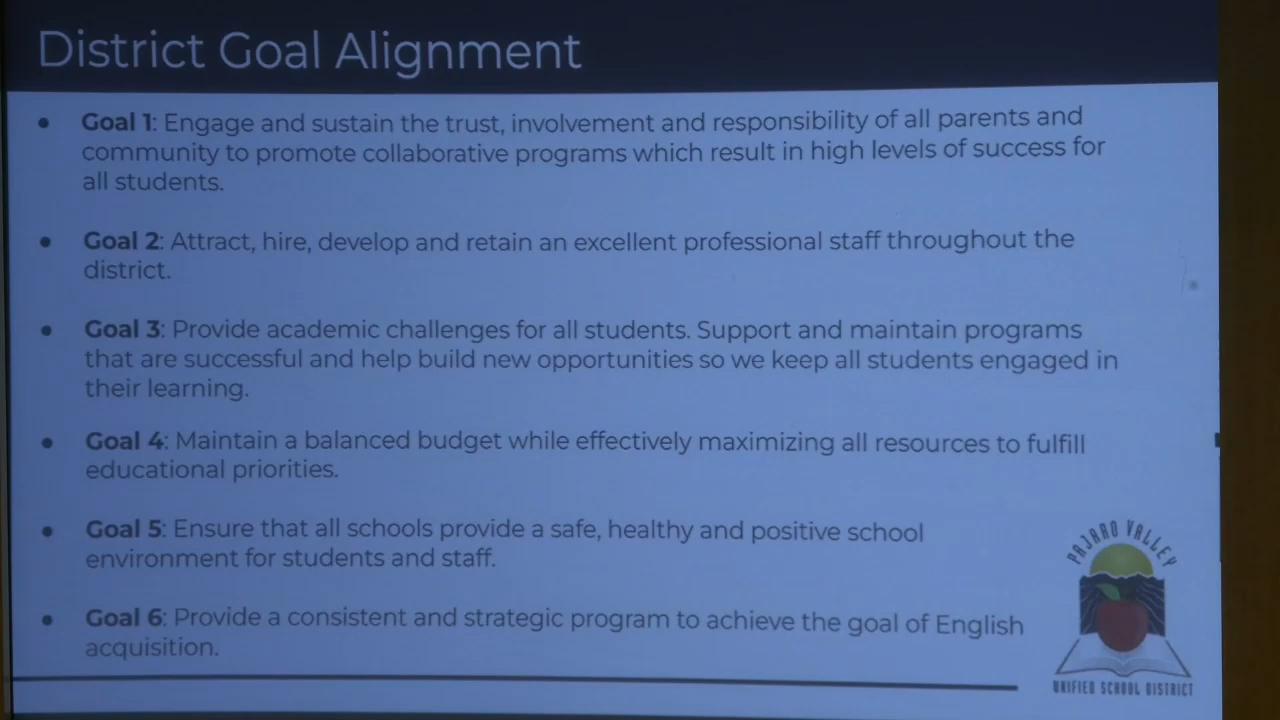 District Goal Alignment
• Goal 1: Engage and sustain the trust, involvement and responsibility of all parents and
community to promote collaborative programs which result in high levels of success for
all students.
• Goal 2: Attract, hire, develop and retain an excellent professional staff throughout the
district.
• Goal 3: Provide academic challenges for all students. Support and maintain programs
that are successful and help build new opportunities so we keep all students engaged in
their learning.
• Goal 4: Maintain a balanced budget while effectively maximizing all resources to fulfill
educational priorities.
• Goal 5: Ensure that all schools provide a safe, healthy and positive school
environment for students and staff.
• Goal 6: Provide a consistent and strategic program to achieve the goal of English
acquisition.
PAJARO VALLEY
UNIFIED SCHOOL DISTRICT